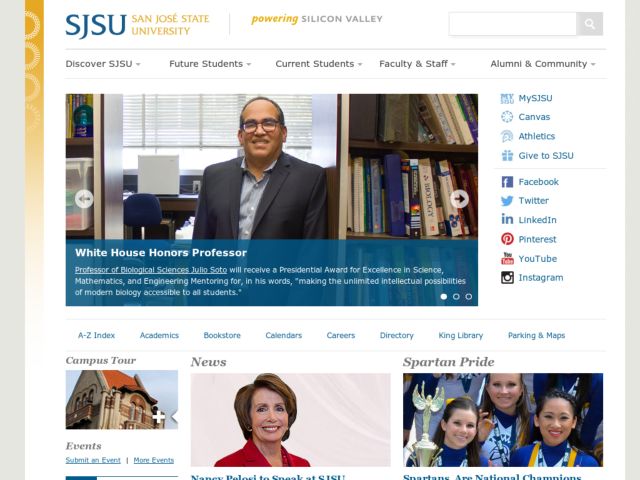 SJSU SAN JOSÉ STATE
UNIVERSITY
powering SILICON VALLEY
Discover SJSU
Future Students
Current Students
Faculty & Staff
Alumni & Community
White House Honors Professor
Professor of Biological Sciences Julio Soto will receive a Presidential Award for Excellence in Science,
Mathematics, and Engineering Mentoring for, in his words, "making the unlimited intellectual possibilities
of modern biology accessible to all students."
MySJSU
Canvas
Athletics
Give to SJSU
Facebook
Twitter
LinkedIn
Pinterest
YouTube
Instagram
A-Z Index
Academics
Bookstore
Calendars
Careers
Directory
King Library
Parking & Maps
Campus Tour
Events
Submit an Event | More Events
News
Nancy Pelosi to Speak at SJSU
Spartan Pride
Spartans, Are National Champions